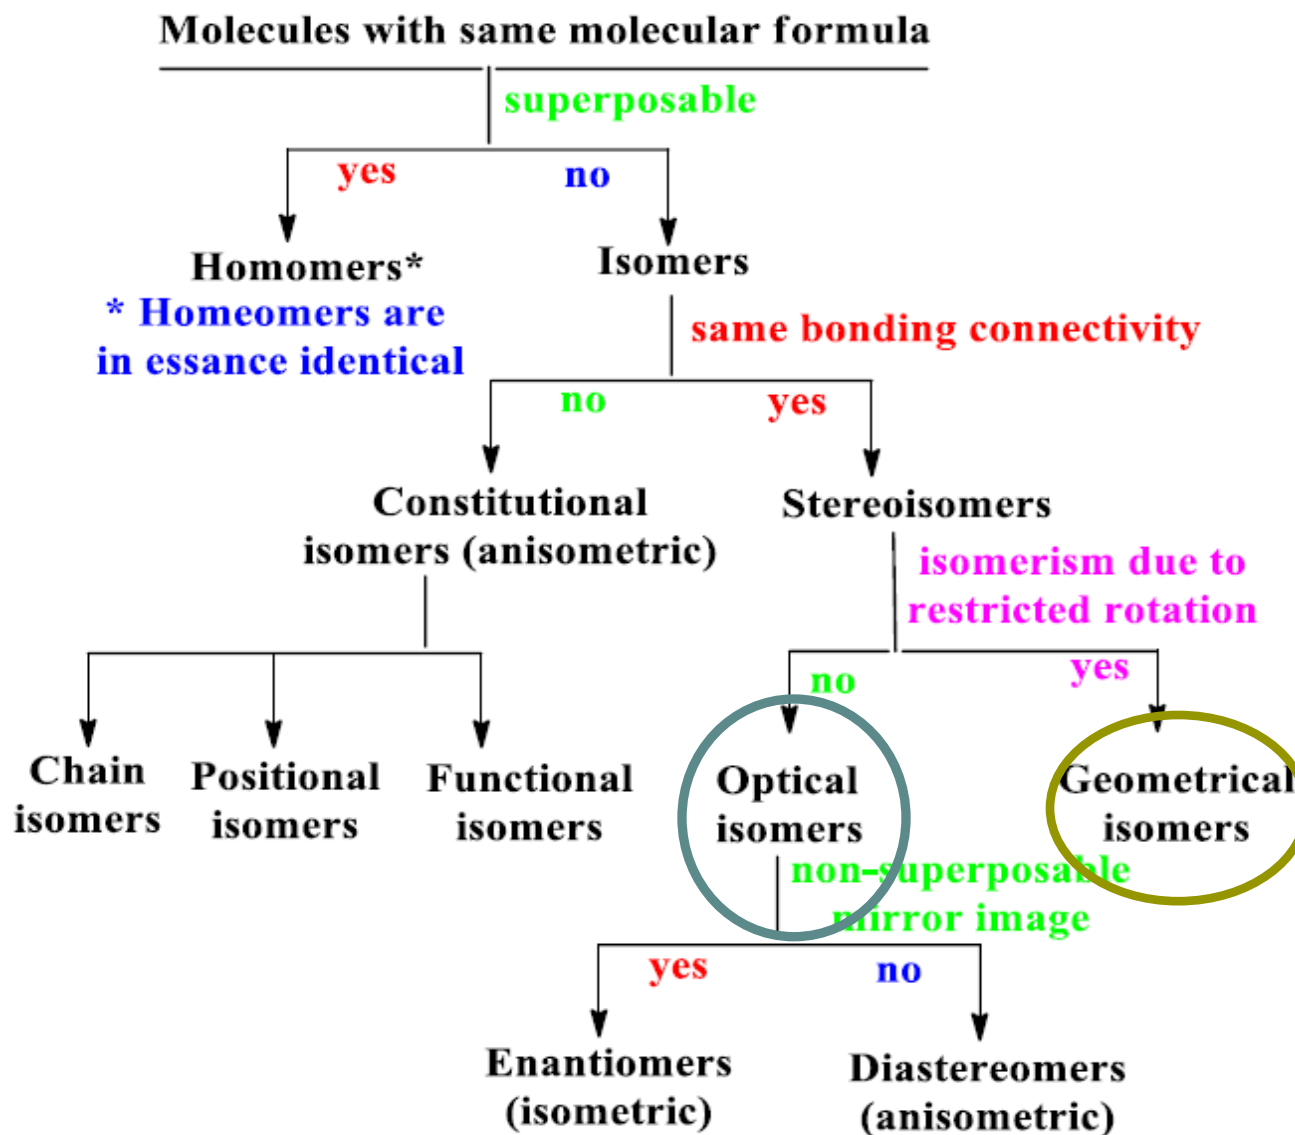 Molecules with same molecular formula
superposable
yes
no
Homomers*
Isomers
* Homeomers are
in essance identical
same bonding connectivity
no
yes
Constitutional
isomers (anisometric)
Stereoisomers
isomerism due to
restricted rotation
no
yes
Chain
isomers
Positional
isomers
Functional
isomers
Optical
isomers
Geometrical
isomers
non-superposable
mirror image
yes
no
Enantiomers
(isometric)
Diastereomers
(anisometric)